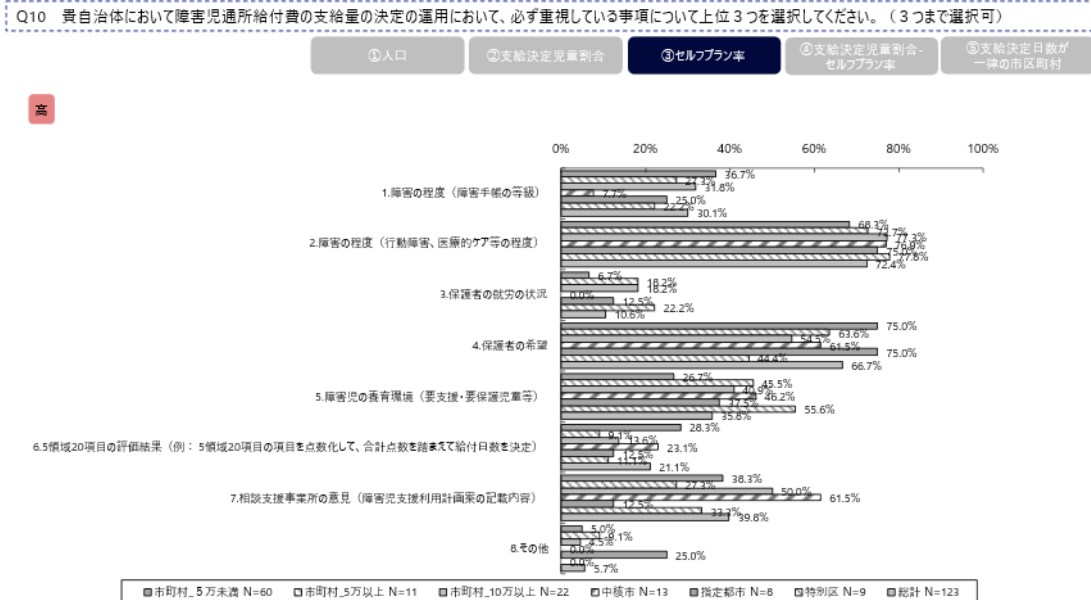 Q10　貴自治体において障害児通所給付費の支給量の決定の運用において、必ず重視している事項について上位３つを選択してください。（３つまで選択可）
①人口
②支給決定児童割合
③セルフプラン率
④支給決定児童割合-
セルフプラン率
⑤支給決定日数が
一律の市区町村
高
0% 20% 40% 60% 80% 100%
1.障害の程度（障害手帳の等級）
36.7%
27.3%
31.8%
7.7%
25.0%
22.2%
30.1%
2.障害の程度（行動障害、医療的ケア等の程度）
68.3%
72.7%
77.3%
76.9%
75.0%
77.8%
72.4%
3.保護者の就労の状況
6.7%
18.2%
18.2%
0.0%
12.5%
22.2%
10.6%
4.保護者の希望
75.0%
63.6%
54.5%
61.5%
75.0%
44.4%
66.7%
5.障害児の養育環境（要支援・要保護児童等）
26.7%
45.5%
40.9%
46.2%
37.5%
55.6%
35.8%
6.5領域20項目の評価結果（例：５領域20項目の項目を点数化して、合計点数を踏まえて給付日数を決定）
28.3%
9.1%
13.6%
23.1%
12.5%
11.1%
21.1%
7.相談支援事業所の意見（障害児支援利用計画案の記載内容）
38.3%
27.3%
50.0%
61.5%
12.5%
33.3%
39.8%
8.その他
5.0%
9.1%
4.5%
0.0%
25.0%
0.0%
5.7%
市町村_５万未満 N=60 市町村_5万以上 N=11 市町村_10万以上 N=22 中核市 N=13 指定都市 N=8 特別区 N=9 総計 N=123